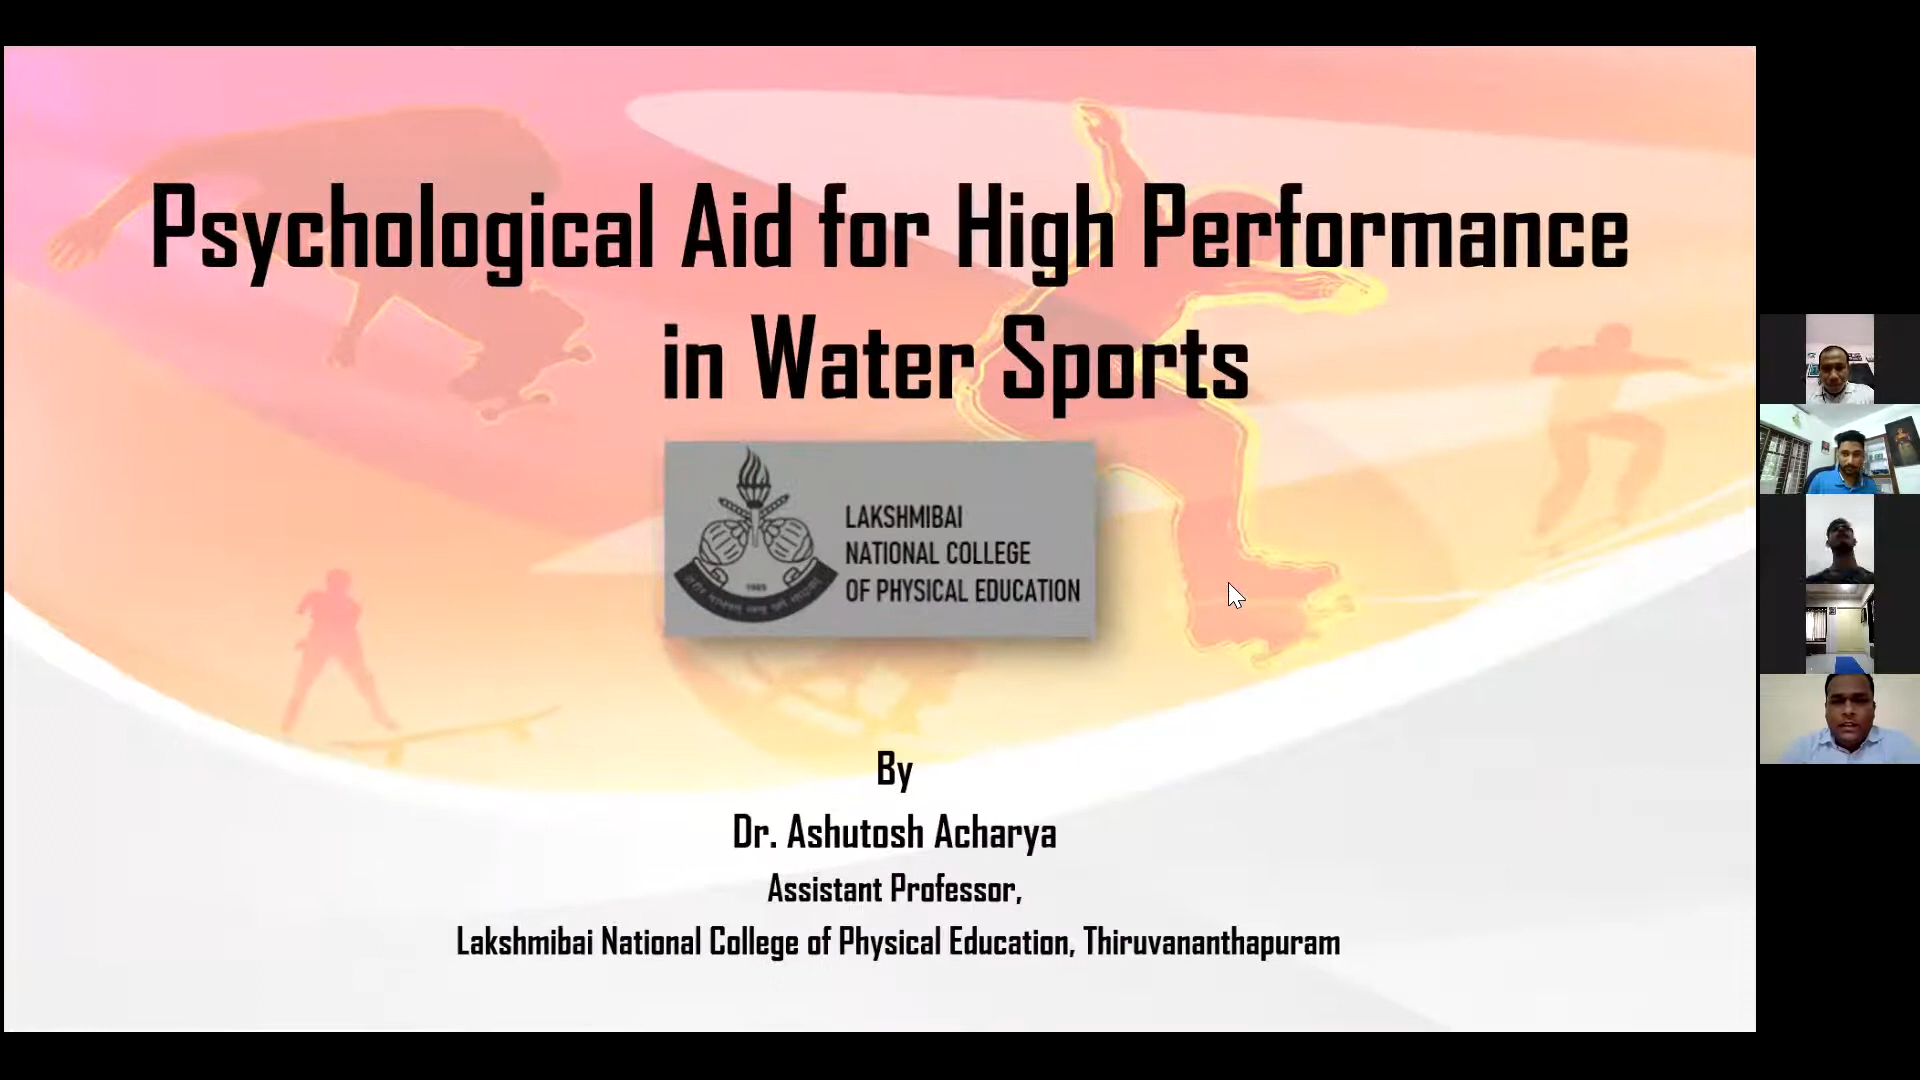 Psychological Aid for High Performance
in Water Sports
LAKSHMIBAI
NATIONAL COLLEGE
OF PHYSICAL EDUCATION
1985
By
Dr. Ashutosh Acharya
Assistant Professor,
Lakshmibai National College of Physical Education, Thiruvananthapuram